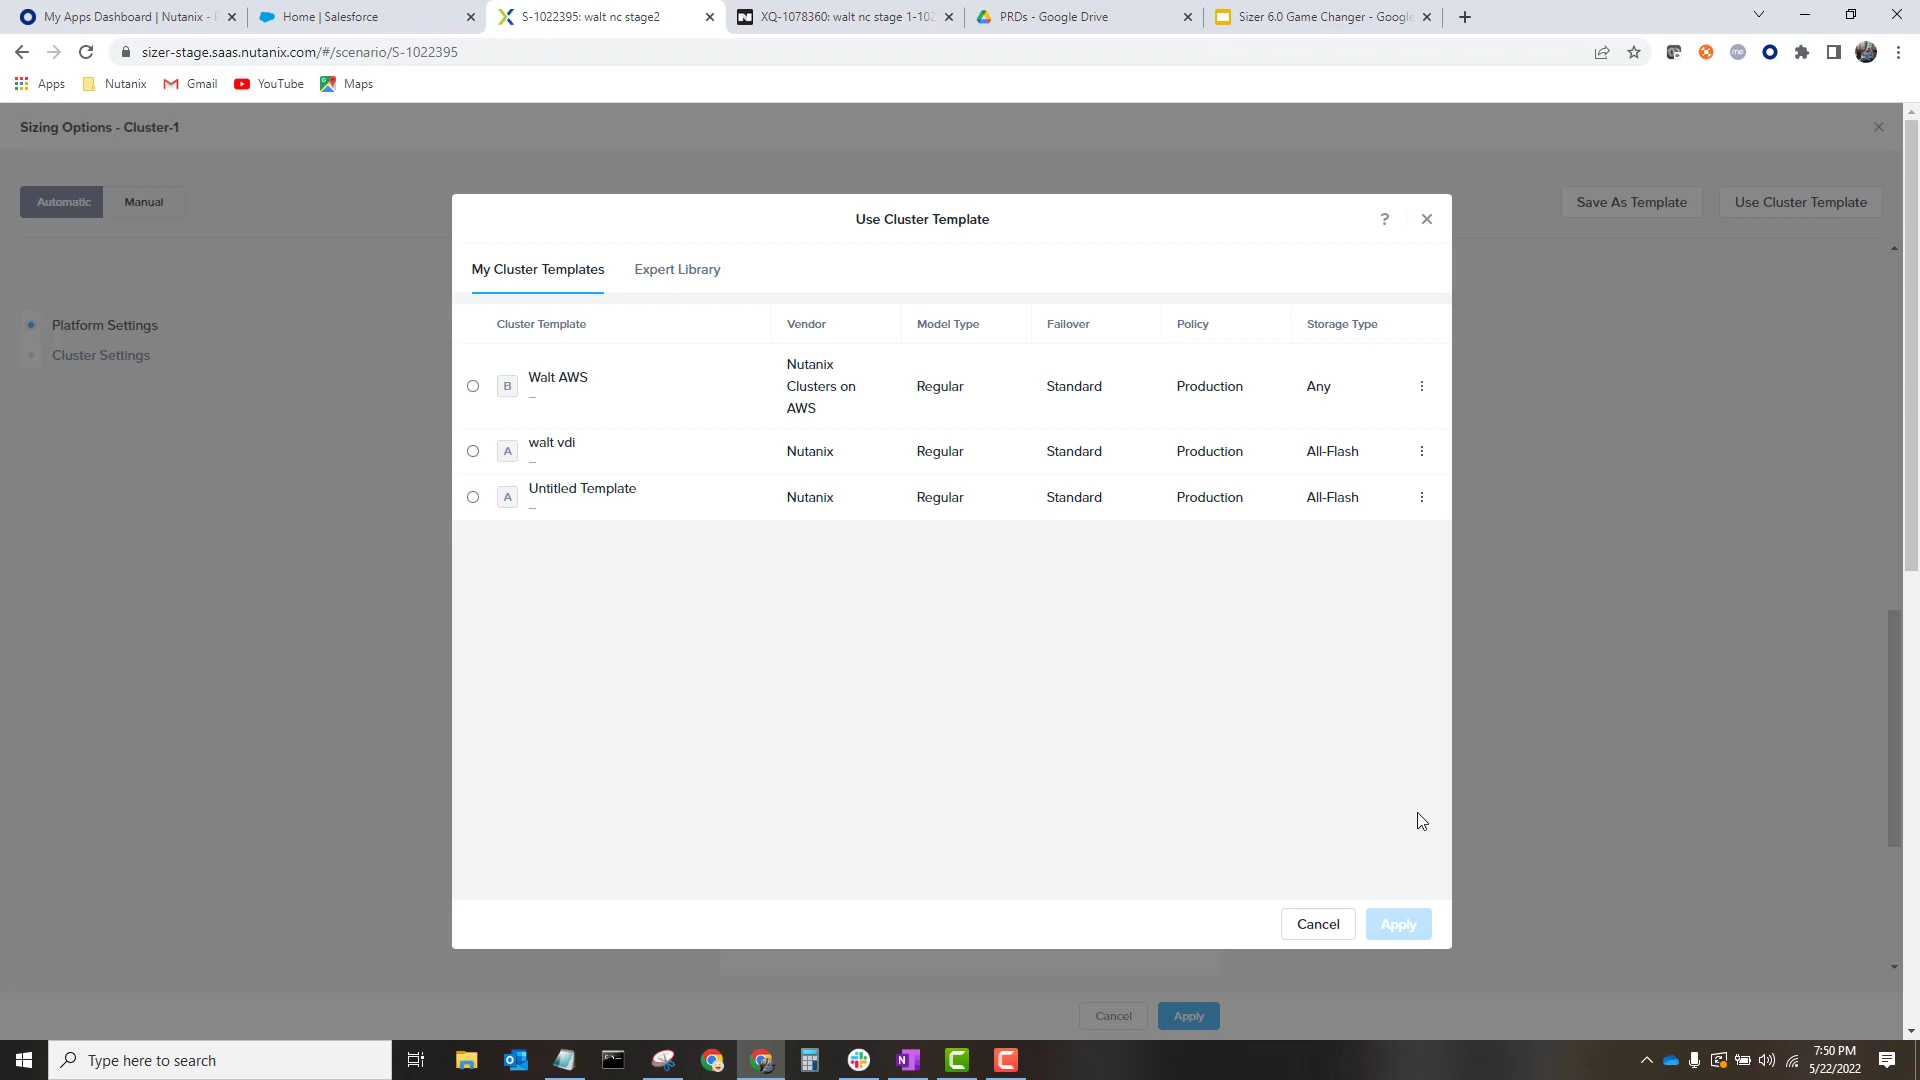 My Apps Dashboard | Nutanix - F
Home | Salesforce
S-1022395: walt nc stage2
XQ-1078360: walt nc stage 1-102
PRDs - Google Drive
Sizer 6.0 Game Changer - Google
sizer-stage.saas.nutanix.com/#/scenario/S-1022395
Apps
Nutanix
Gmail
YouTube
Maps
Sizing Options - Cluster-1
Automatic
Manual
Save As Template
Use Cluster Template
Platform Settings
Cluster Settings
Use Cluster Template
?
My Cluster Templates
Expert Library
Cluster Template
Vendor
Model Type
Failover
Policy
Storage Type
B
Walt AWS
Nutanix
Clusters on
AWS
Regular
Standard
Production
Any
A
walt vdi
Nutanix
Regular
Standard
Production
All-Flash
A
Untitled Template
Nutanix
Regular
Standard
Production
All-Flash
Cancel
Apply
Cancel
Apply
Type here to search
7:50 PM
5/22/2022